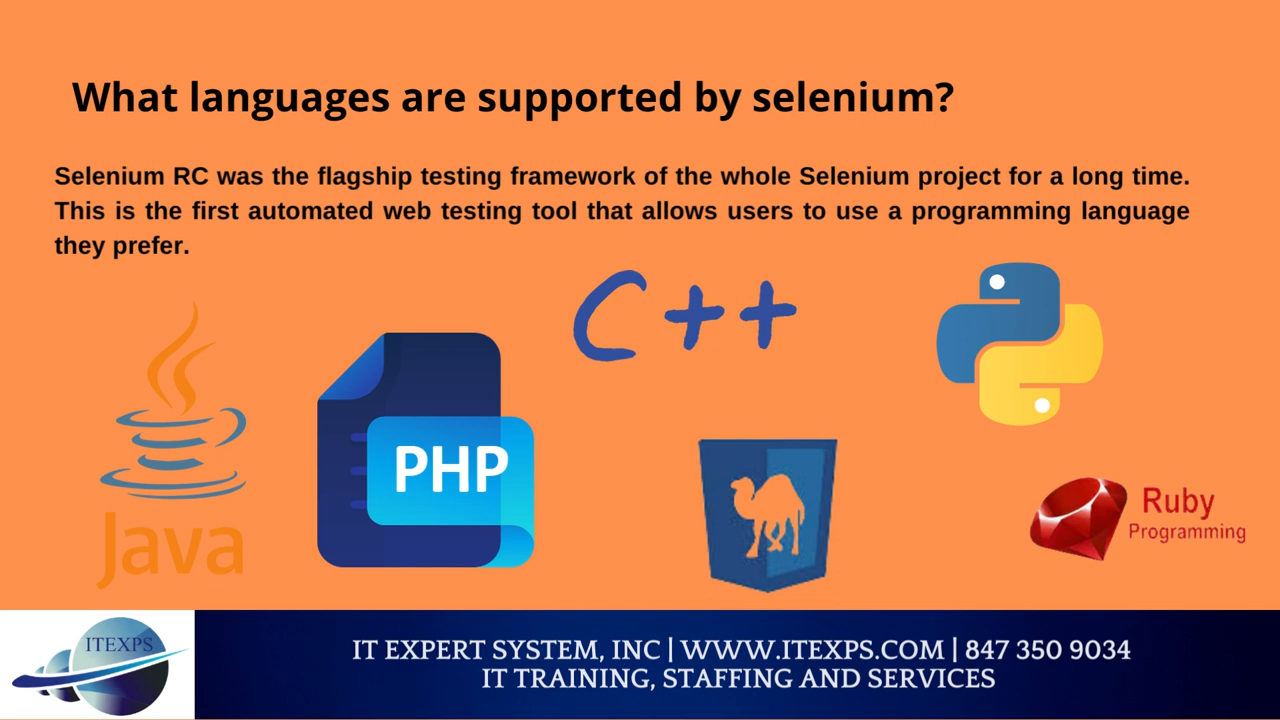 What languages are supported by selenium?
Selenium RC was the flagship testing framework of the whole Selenium project for a long time.
This is the first automated web testing tool that allows users to use a programming language
they prefer.
C++
PHP
Java
Ruby
Programming
ITEXPS
IT EXPERT SYSTEM, INC | WWW.ITEXPS.COM | 847 350 9034
IT TRAINING, STAFFING AND SERVICES